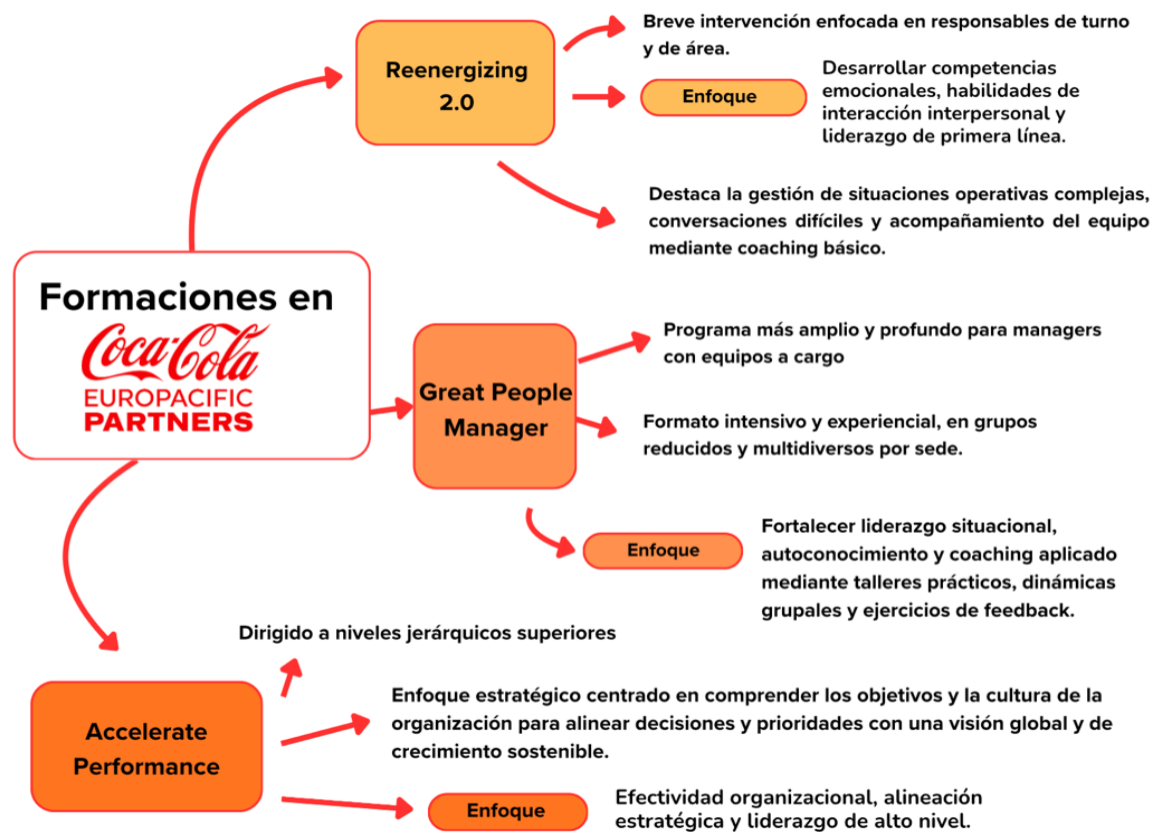 Reenergizing
2.0
Breve intervención enfocada en responsables de turno
y de área.
Enfoque
Desarrollar competencias
emocionales, habilidades de
interacción interpersonal y
liderazgo de primera línea.
Destaca la gestión de situaciones operativas complejas,
conversaciones difíciles y acompañamiento del equipo
mediante coaching básico.
Formaciones en
Coca-Cola
EUROPACIFIC
PARTNERS
Great People
Manager
Programa más amplio y profundo para managers
con equipos a cargo
Formato intensivo y experiencial, en grupos
reducidos y multidiversos por sede.
Enfoque
Fortalecer liderazgo situacional,
autoconocimiento y coaching aplicado
mediante talleres prácticos, dinámicas
grupales y ejercicios de feedback.
Accelerate
Performance
Dirigido a niveles jerárquicos superiores
Enfoque estratégico centrado en comprender los objetivos y la cultura de la
organización para alinear decisiones y prioridades con una visión global y de
crecimiento sostenible.
Enfoque
Efectividad organizacional, alineación
estratégica y liderazgo de alto nivel.